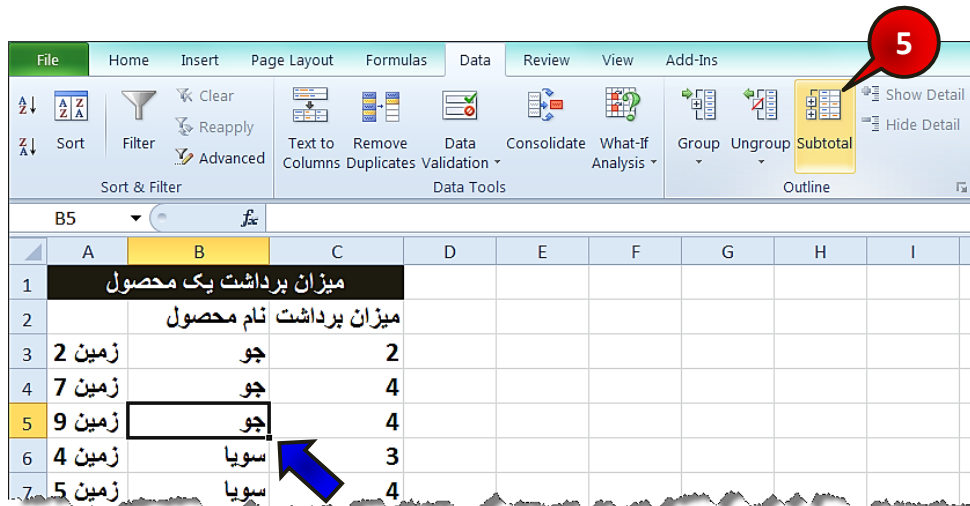 5
File Home Insert Page Layout Formulas Data Review View Add-Ins
A Z Z A Sort Filter Clear Reapply Advanced Text to Columns Remove Duplicates Data Validation Consolidate What-If Analysis Group Ungroup Subtotal Show Detail Hide Detail
Sort & Filter Data Tools Outline
B5 fx
A B C D E F G H I
1 میزان برداشت یک محصول
2 نام محصول میزان برداشت
3 زمین 2 جو 2
4 زمین 7 جو 4
5 زمین 9 جو 4
6 زمین 4 سویا 3
7 زمین 5 سویا 4